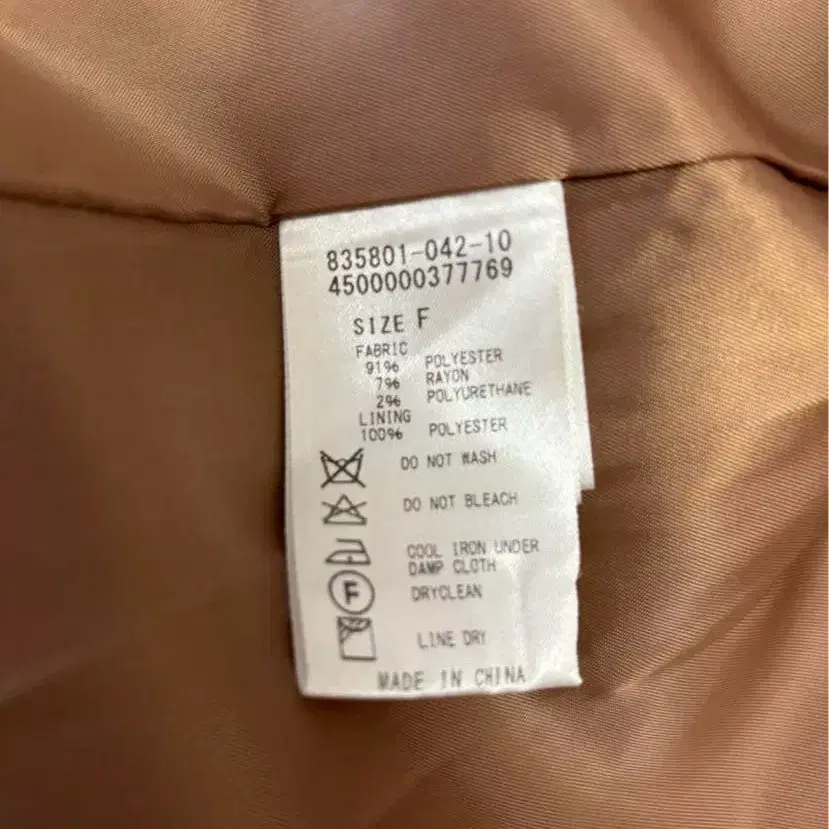 835801-042-10
4500000377769
SIZE F
FABRIC
91% POLYESTER
7% RAYON
2% POLYURETHANE
LINING
100% POLYESTER
DO NOT WASH
DO NOT BLEACH
COOL IRON UNDER
DAMP CLOTH
F DRYCLEAN
LINE DRY
MADE IN CHINA